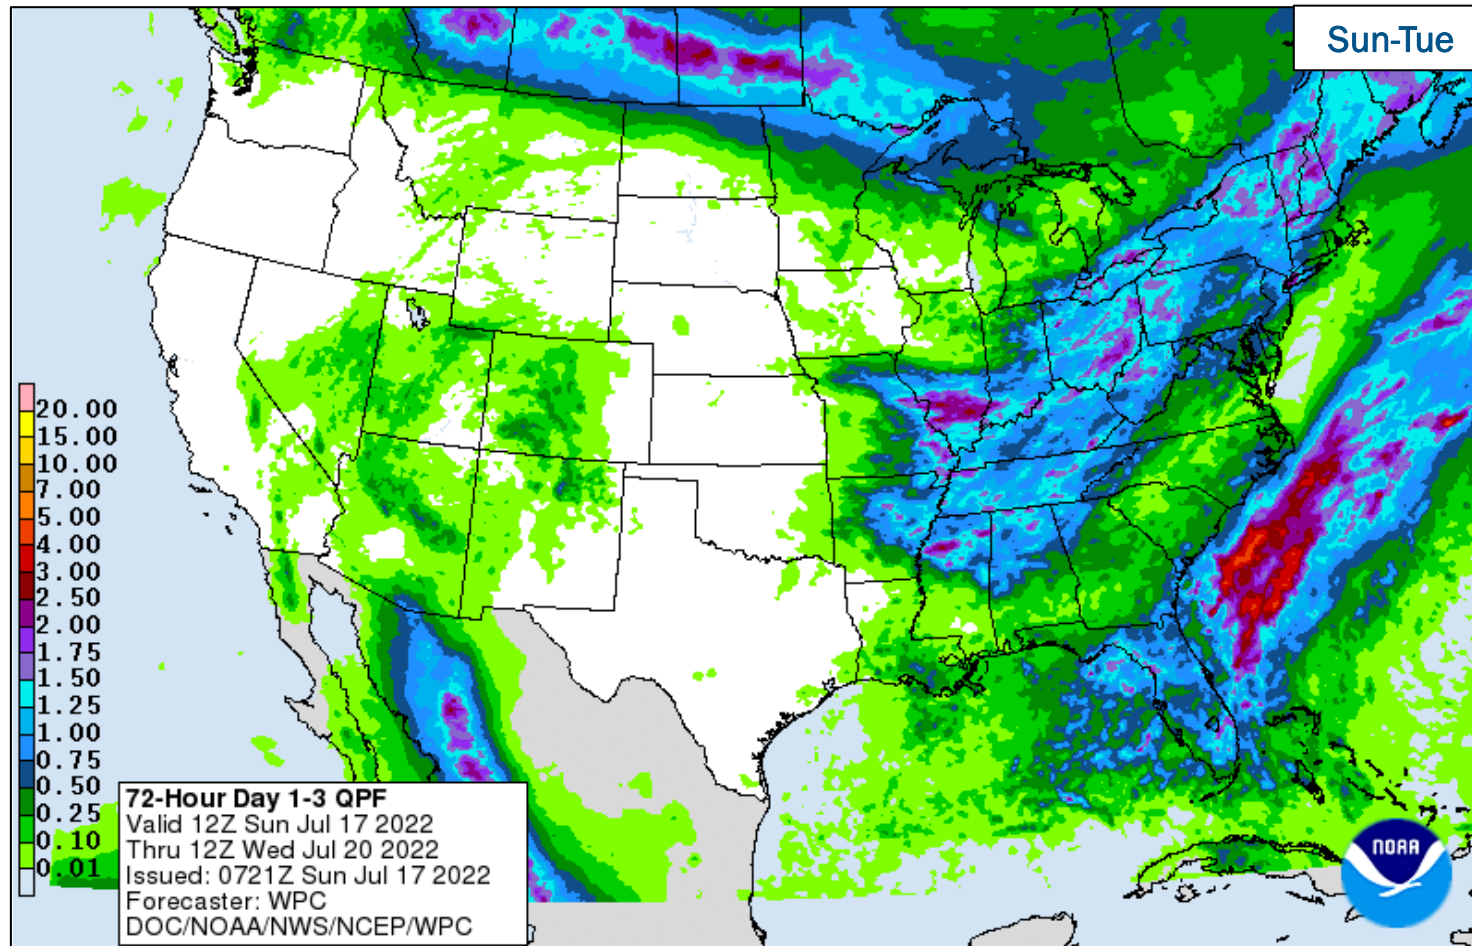 Sun-Tue
20.00
15.00
10.00
7.00
5.00
4.00
3.00
2.50
2.00
1.75
1.50
1.25
1.00
0.75
0.50
0.25
0.10
0.01
72-Hour Day 1-3 QPF
Valid 12Z Sun Jul 17 2022
Thru 12Z Wed Jul 20 2022
Issued: 0721Z Sun Jul 17 2022
Forecaster: WPC
DOC/NOAA/NWS/NCEP/WPC
NOAA